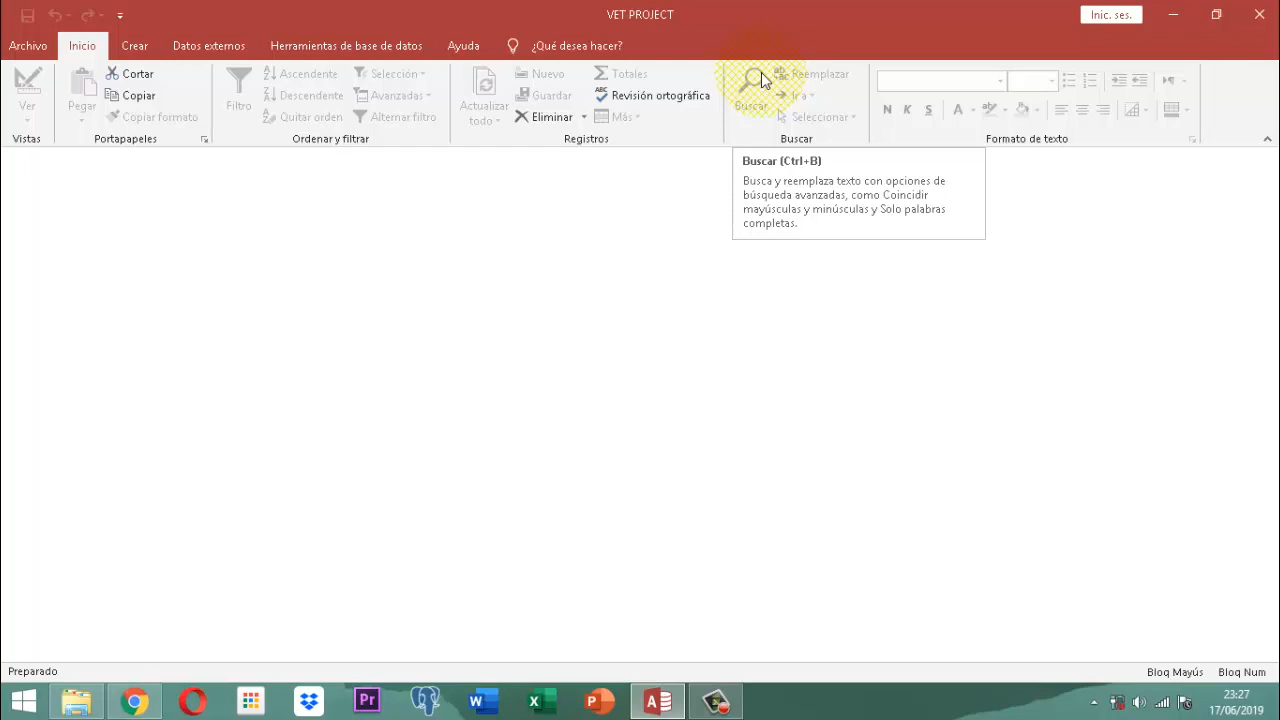 VET PROJECT
Inic. ses.
Archivo Inicio Crear Datos externos Herramientas de base de datos Ayuda ¿Qué desea hacer?
Ver
Vistas
Pegar
Cortar
Copiar
Copiar formato
Portapapeles
Filtro
Ascendente
Descendente
Quitar orden
Selección
Avanzadas
Alternar filtro
Ordenar y filtrar
Actualizar
todo
Nuevo
Guardar
Eliminar
Totales
Revisión ortográfica
Más
Registros
Buscar
Reemplazar
Ir a
Seleccionar
Buscar
N K S
A
Formato de texto
Buscar (Ctrl+B)
Busca y reemplaza texto con opciones de
búsqueda avanzadas, como Coincidir
mayúsculas y minúsculas y Solo palabras
completas.
Preparado
Bloq Mayús Bloq Num
Pr
23:27
17/06/2019